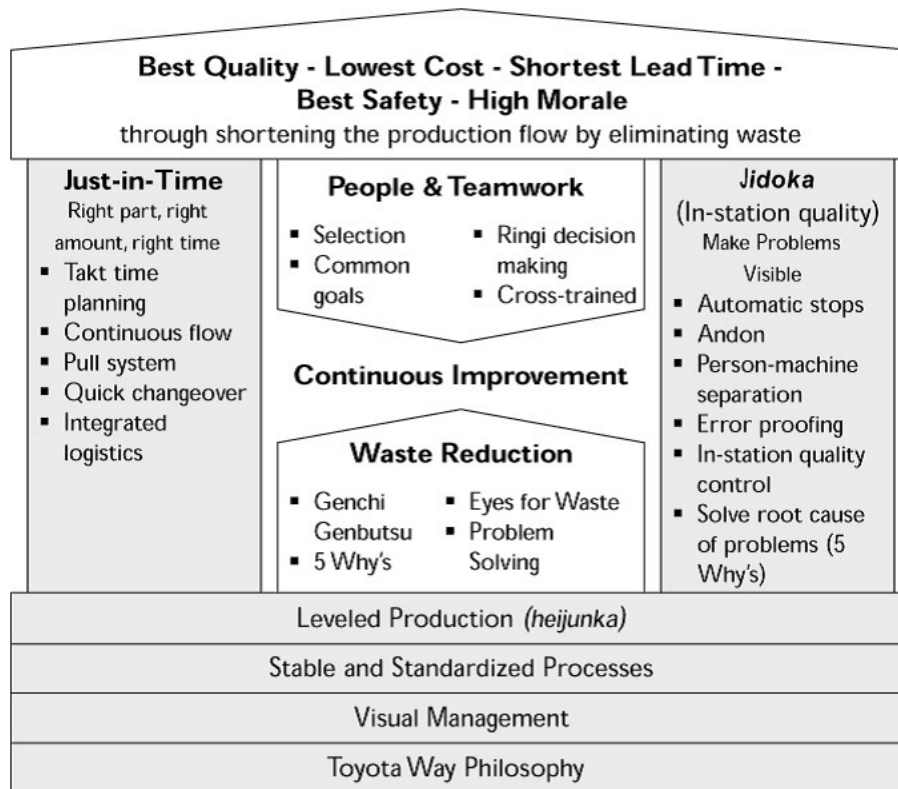 Best Quality - Lowest Cost - Shortest Lead Time -
Best Safety - High Morale
through shortening the production flow by eliminating waste
Just-in-Time
Right part, right
amount, right time
▪ Takt time
planning
▪ Continuous flow
▪ Pull system
▪ Quick changeover
▪ Integrated
logistics
People & Teamwork
▪ Selection
▪ Common
goals
▪ Ringi decision
making
▪ Cross-trained
Continuous Improvement
Waste Reduction
▪ Genchi
Genbutsu
▪ 5 Why's
▪ Eyes for Waste
▪ Problem
Solving
Jidoka
(In-station quality)
Make Problems
Visible
▪ Automatic stops
▪ Andon
▪ Person-machine
separation
▪ Error proofing
▪ In-station quality
control
▪ Solve root cause
of problems (5
Why's)
Leveled Production (heijunka)
Stable and Standardized Processes
Visual Management
Toyota Way Philosophy